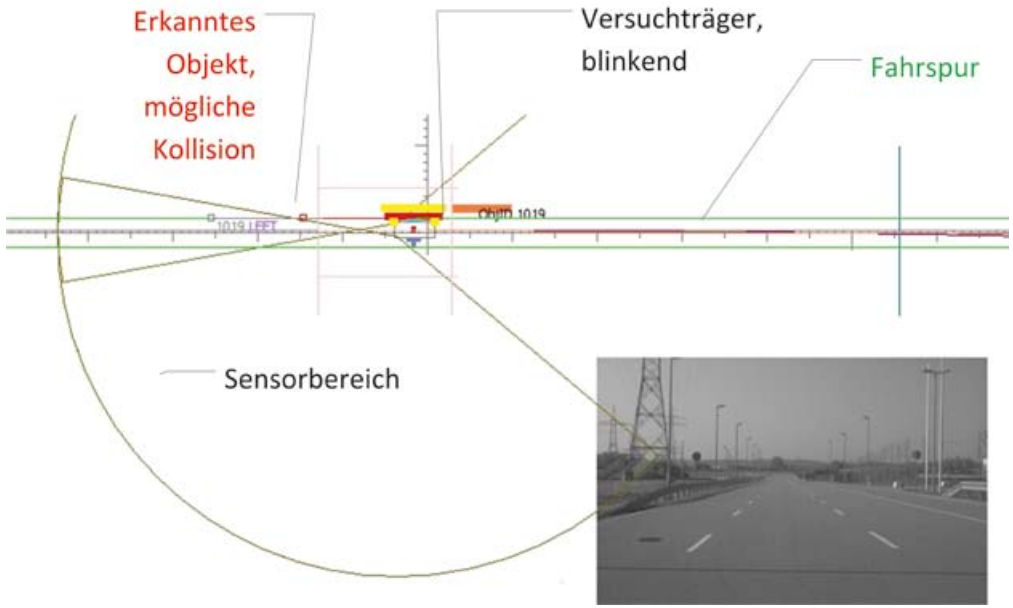 Erkanntes
Objekt,
mögliche
Kollision
Versuchträger,
blinkend
Fahrspur
ObjID 1019
1019 LEFT
Sensorbereich